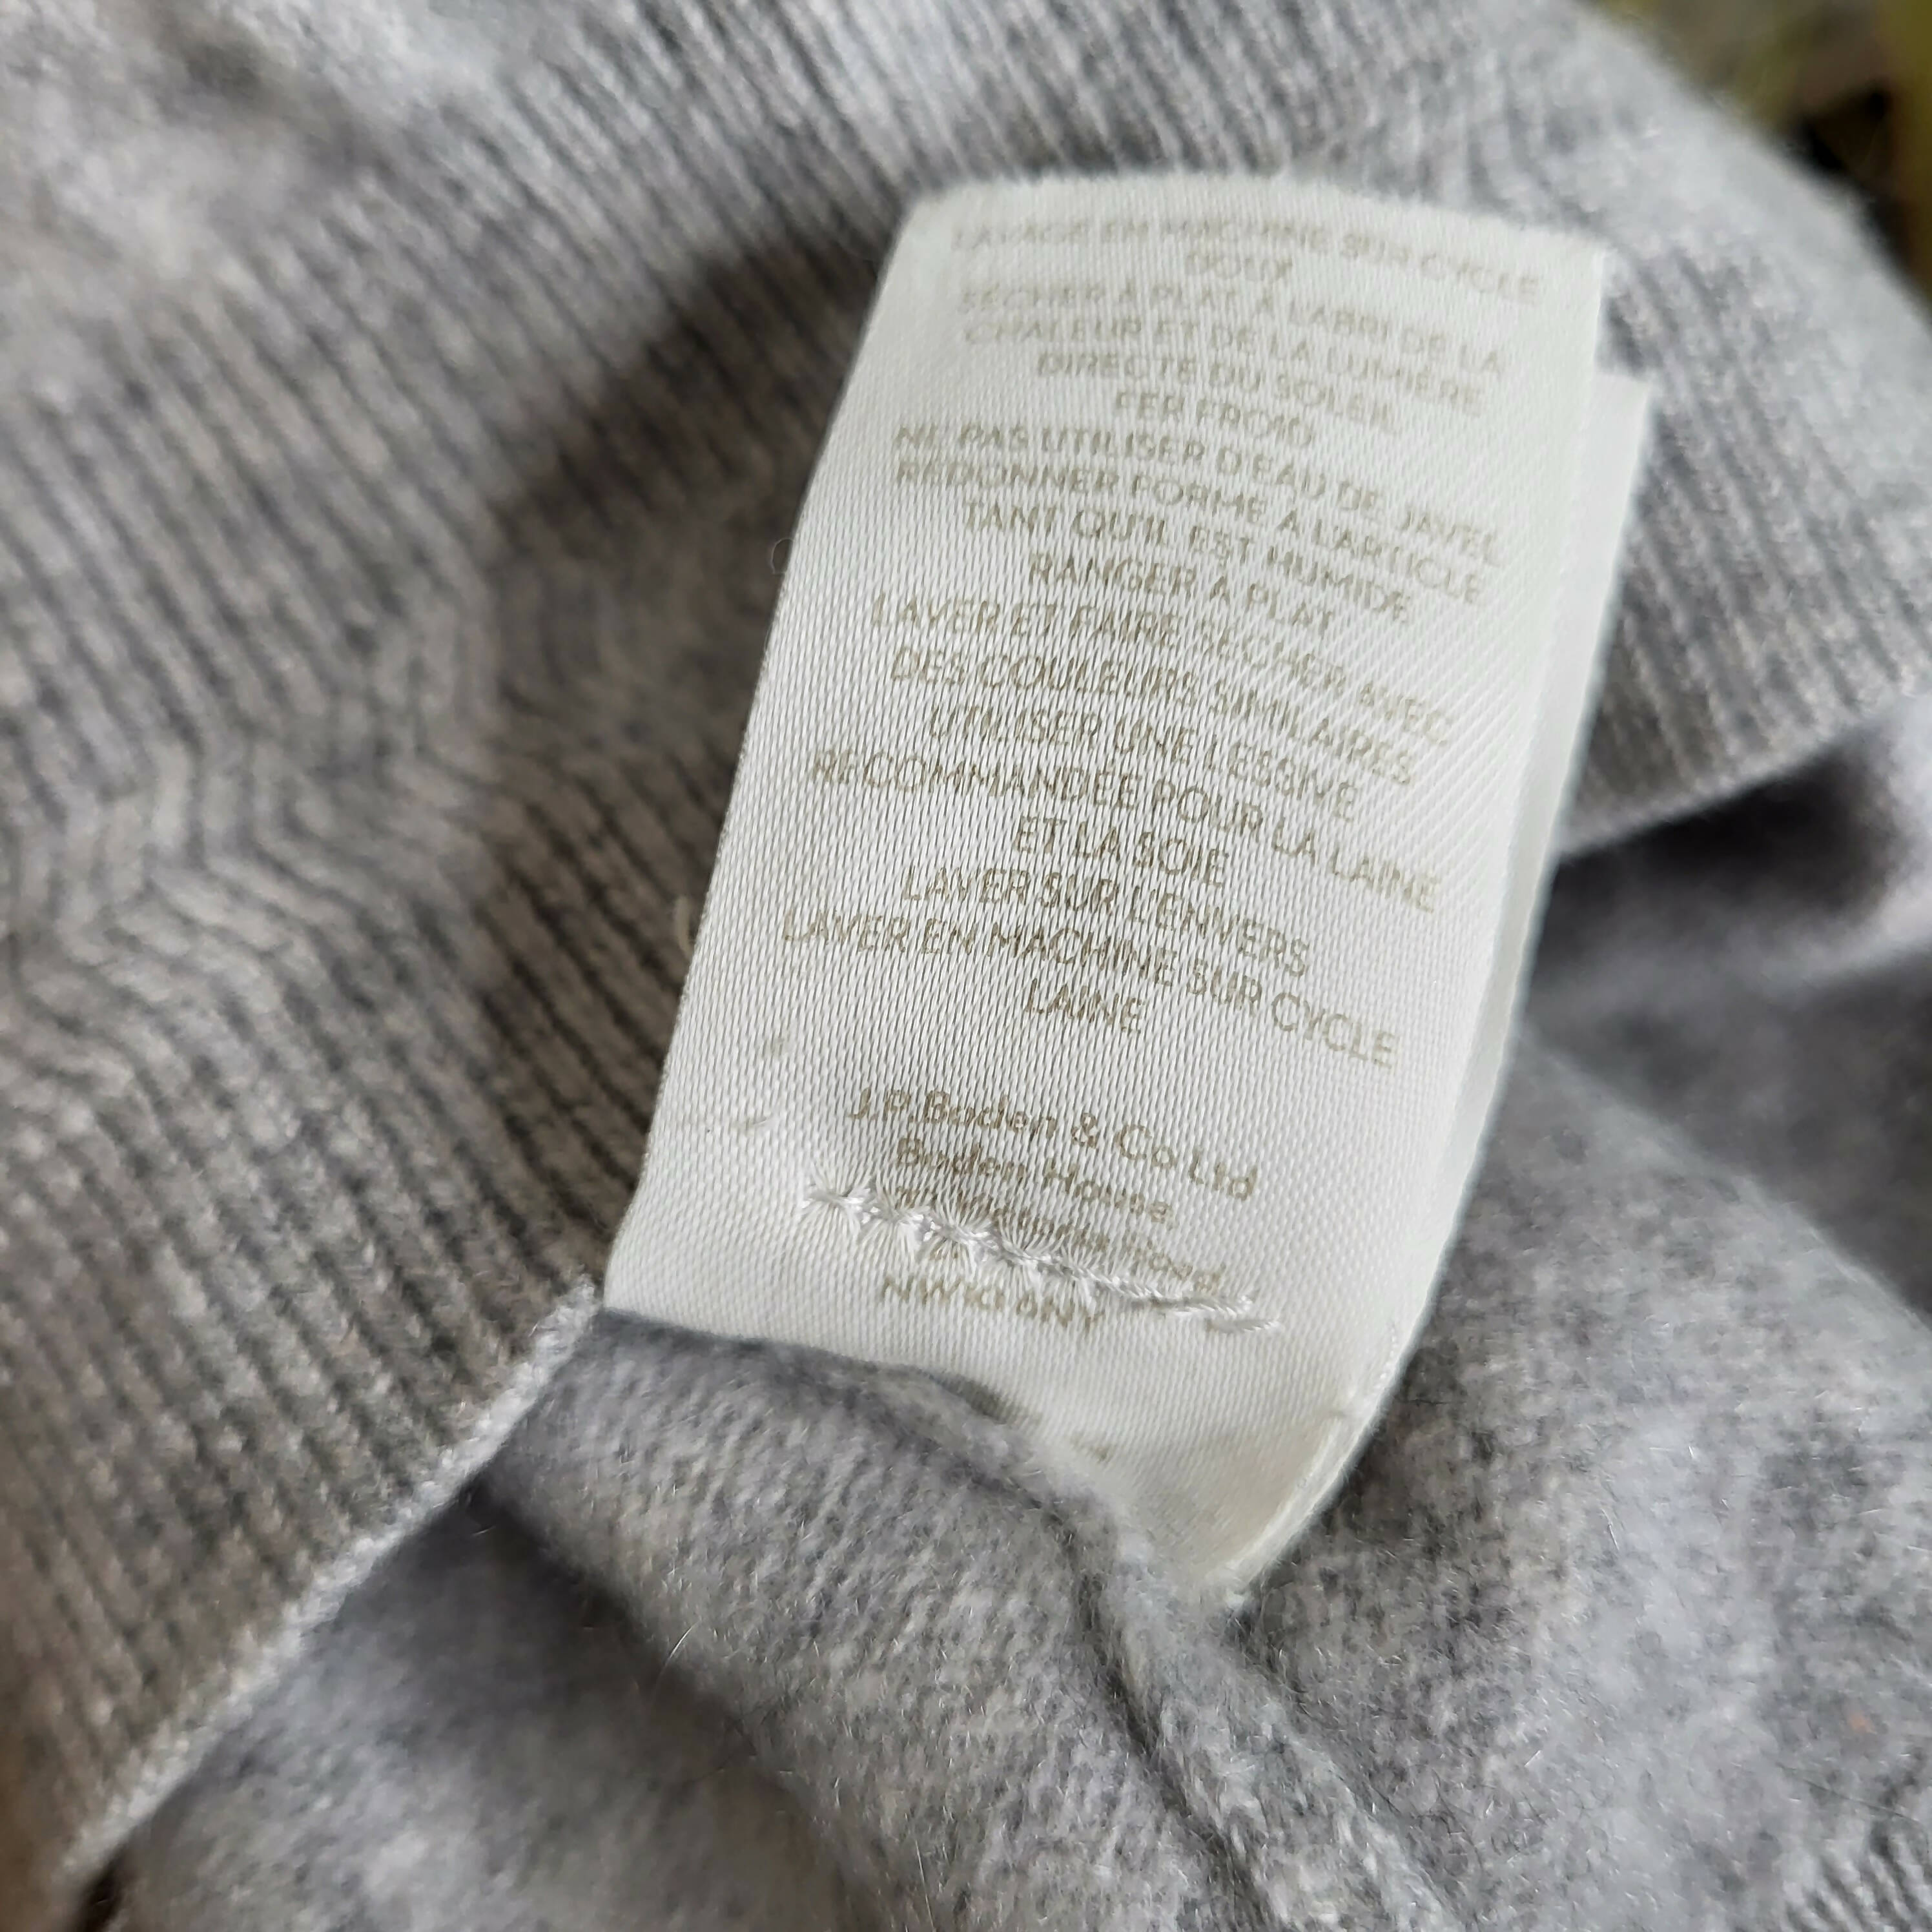 LAVAGE EN MACHINE SUR CYCLE
DOUX
SÉCHER À PLAT À L'ABRI DE LA
CHALEUR ET DE LA LUMIÈRE
DIRECTE DU SOLEIL
FER FROID
NE PAS UTILISER D'EAU DE JAVEL
REDONNER FORME À L'ARTICLE
TANT QU'IL EST HUMIDE
RANGER À PLAT
LAVER ET FAIRE SÉCHER AVEC
DES COULEURS SIMILAIRES
UTILISER UNE LESSIVE
RECOMMANDÉE POUR LA LAINE
ET LA SOIE
LAVER SUR L'ENVERS
LAVER EN MACHINE SUR CYCLE
LAINE
J.P.Boden & Co Ltd
Boden House,
NW10 6NY